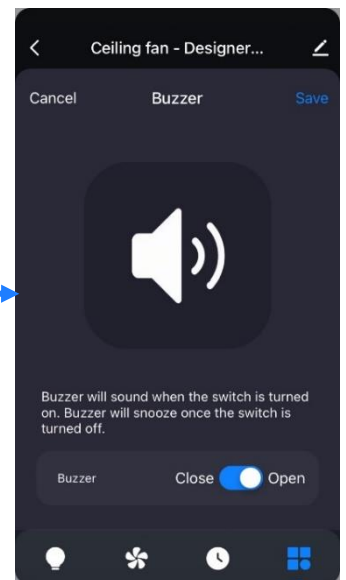 Ceiling fan - Designer...
Cancel Buzzer Save
Buzzer will sound when the switch is turned
on. Buzzer will snooze once the switch is
turned off.
Buzzer Close Open